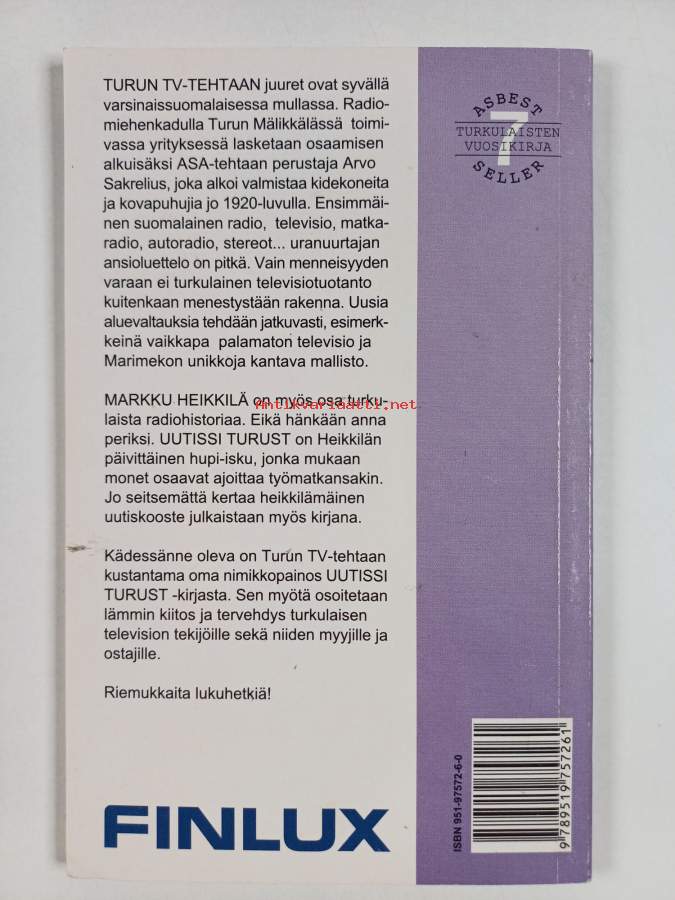 TURUN TV-TEHTAAN juuret ovat syvällä
varsinaissuomalaisessa mullassa. Radio-
miehenkadulla Turun Mälikkälässä toimi-
vassa yrityksessä lasketaan osaamisen
alkuisäksi ASA-tehtaan perustaja Arvo
Sakrelius, joka alkoi valmistaa kidekoneita
ja kovapuhujia jo 1920-luvulla. Ensimmäi-
nen suomalainen radio, televisio, matka-
radio, autoradio, stereot... uranuurtajan
ansioluettelo on pitkä. Vain menneisyyden
varaan ei turkulainen televisiotuotanto
kuitenkaan menestystään rakenna. Uusia
aluevaltauksia tehdään jatkuvasti, esimerk-
keinä vaikkapa palamaton televisio ja
Marimekon unikkoja kantava mallisto.
MARKKU HEIKKILÄ on myös osa turku-
laista radiohistoriaa. Eikä hänkään anna
periksi. UUTISSI TURUST on Heikkilän
päivittäinen hupi-isku, jonka mukaan
monet osaavat ajoittaa työmatkansakin.
Jo seitsemättä kertaa heikkilämäinen
uutiskooste julkaistaan myös kirjana.
Kädessänne oleva on Turun TV-tehtaan
kustantama oma nimikkopainos UUTISSI
TURUST -kirjasta. Sen myötä osoitetaan
lämmin kiitos ja tervehdys turkulaisen
television tekijöille sekä niiden myyjille ja
ostajille.
Riemukkaita lukuhetkiä!
FINLUX
ASBEST
7
TURKULAISTEN
VUOSIKIRJA
SELLER
ISBN 951-97572-6-0
9 789519 757261
Antikvariaatti.net